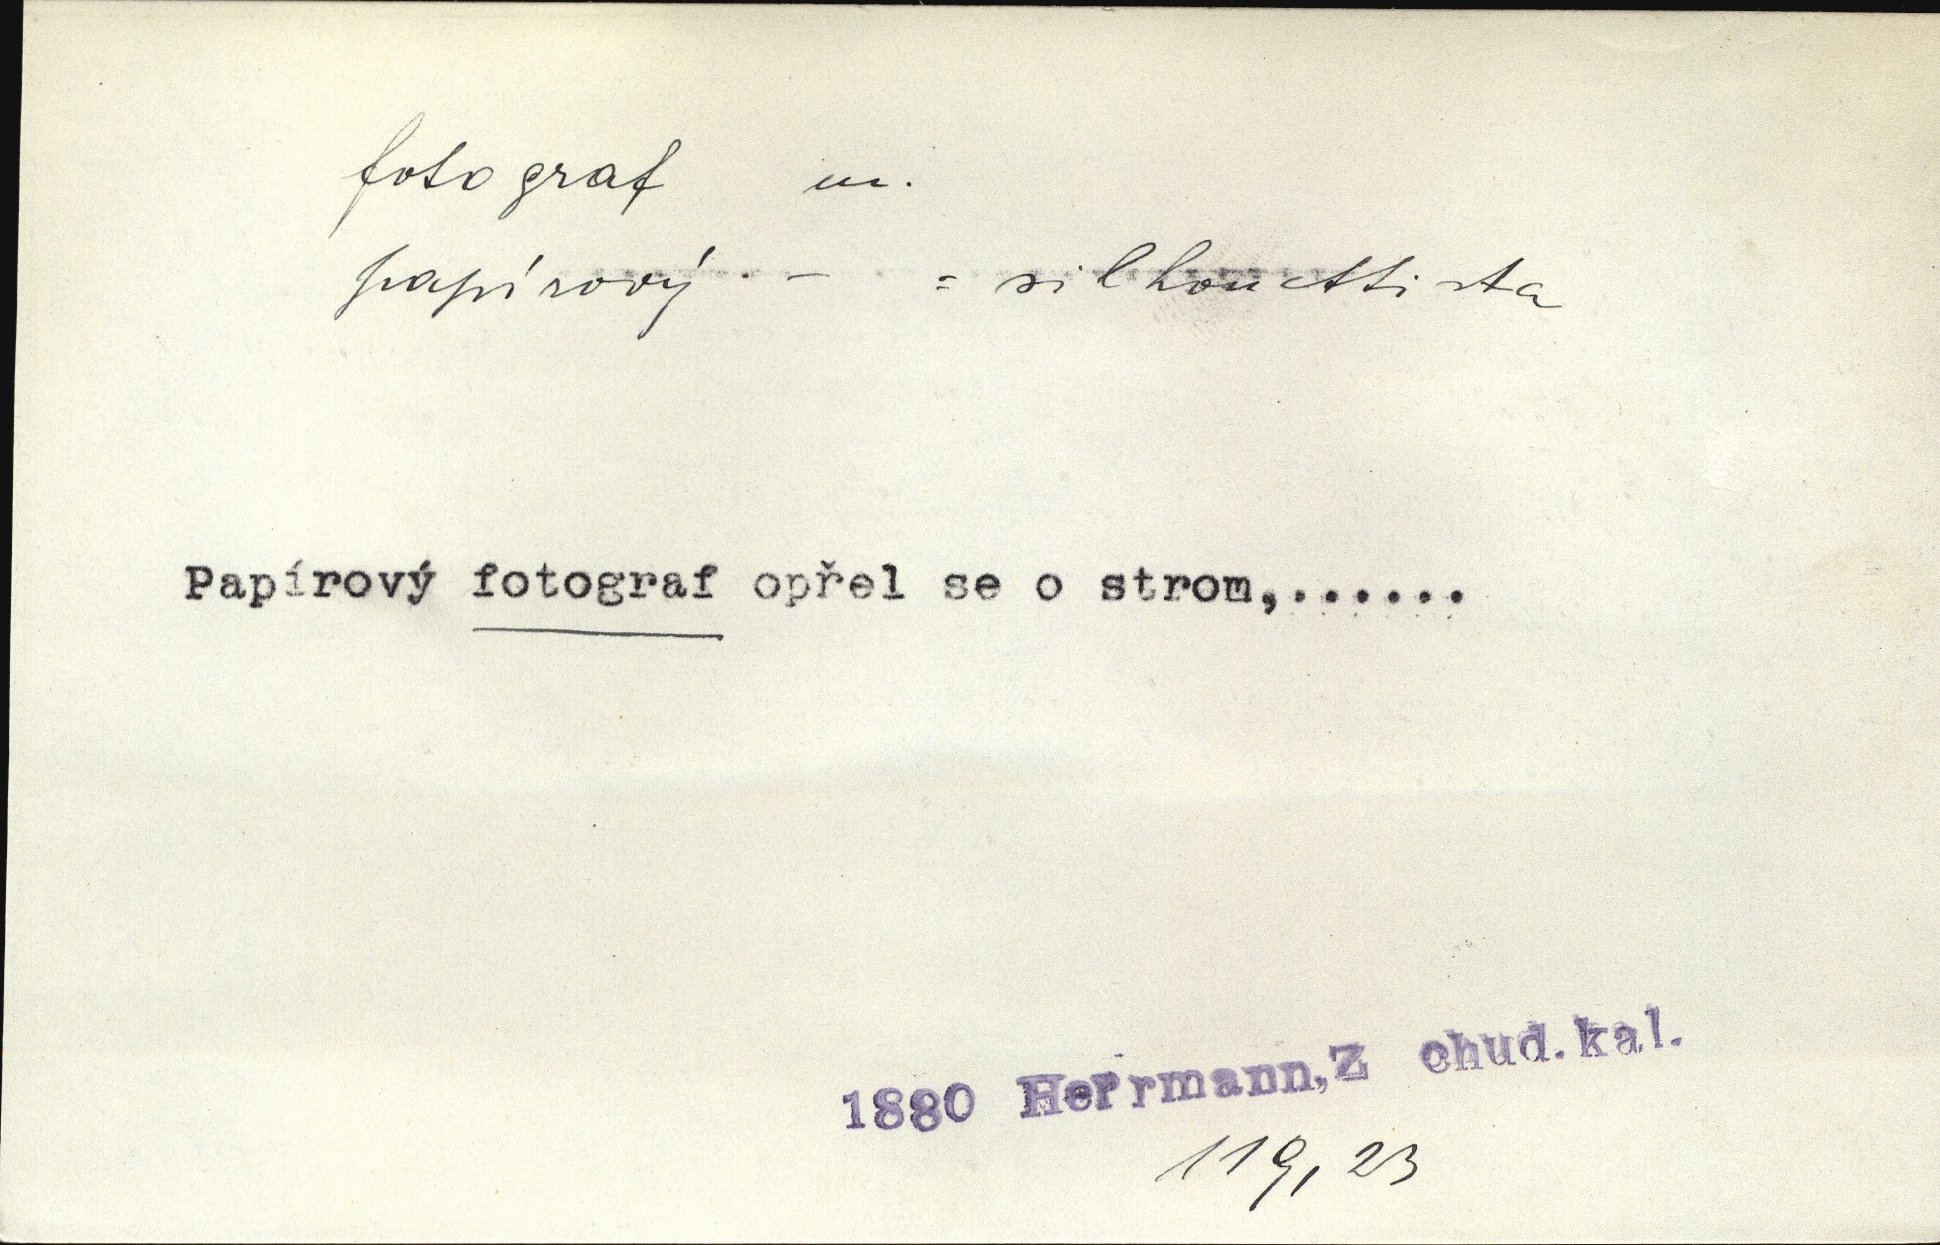 fotograf m.
papírový - = silhouettista
Papírový fotograf opřel se o strom,......
1880 Herrmann,Z chud.kal.
119,23